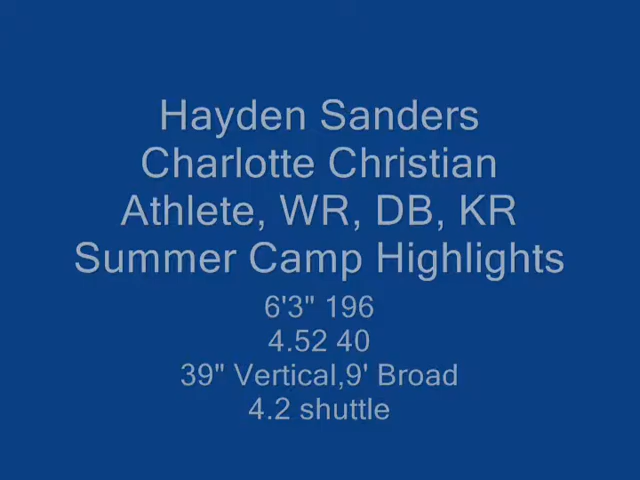 Hayden Sanders
Charlotte Christian
Athlete, WR, DB, KR
Summer Camp Highlights
6'3" 196
4.52 40
39" Vertical,9' Broad
4.2 shuttle